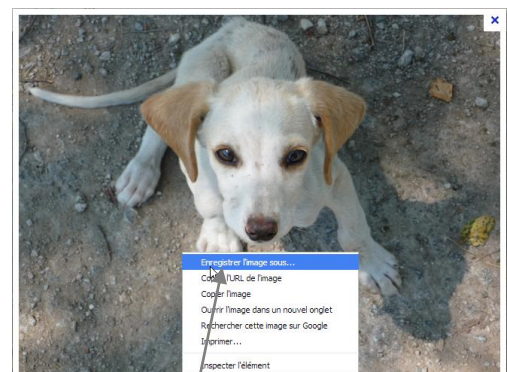 Enregistrer l'image sous...
Copier l'URL de l'image
Copier l'image
Ouvrir l'image dans un nouvel onglet
Rechercher cette image sur Google
Imprimer...
Inspecter l'élément